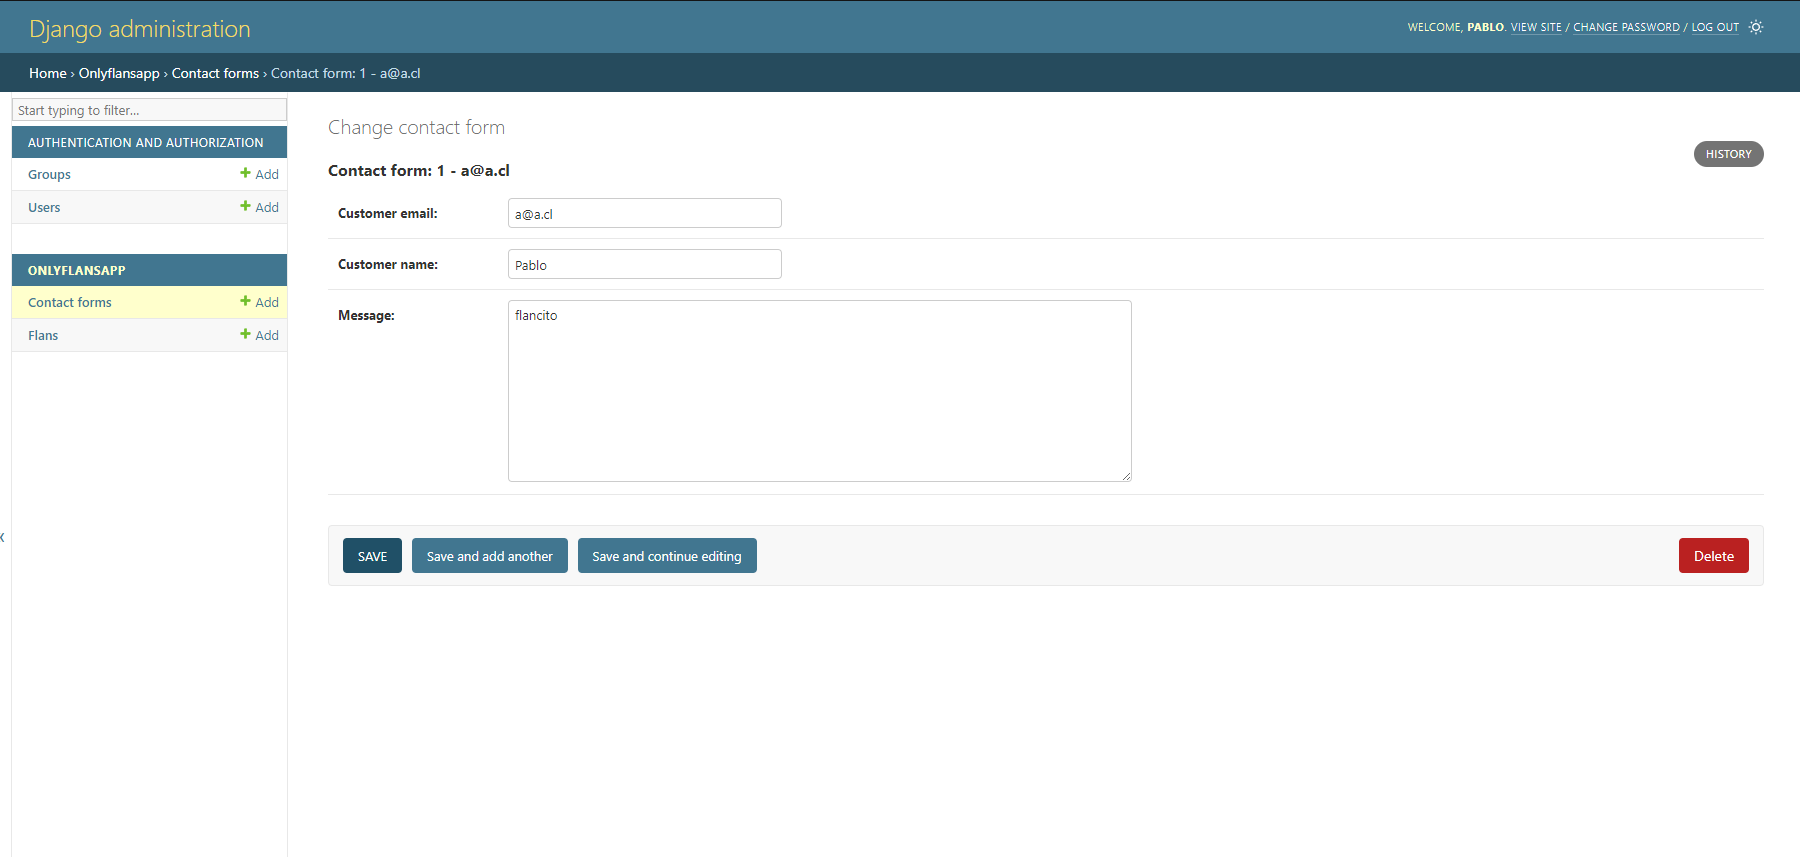 Django administration
WELCOME, PABLO. VIEW SITE / CHANGE PASSWORD / LOG OUT
Home › Onlyflansapp › Contact forms › Contact form: 1 - a@a.cl
Start typing to filter...
AUTHENTICATION AND AUTHORIZATION
Groups + Add
Users + Add
ONLYFLANSAPP
Contact forms + Add
Flans + Add
«
Change contact form
HISTORY
Contact form: 1 - a@a.cl
Customer email: a@a.cl
Customer name: Pablo
Message: flancito
SAVE Save and add another Save and continue editing Delete